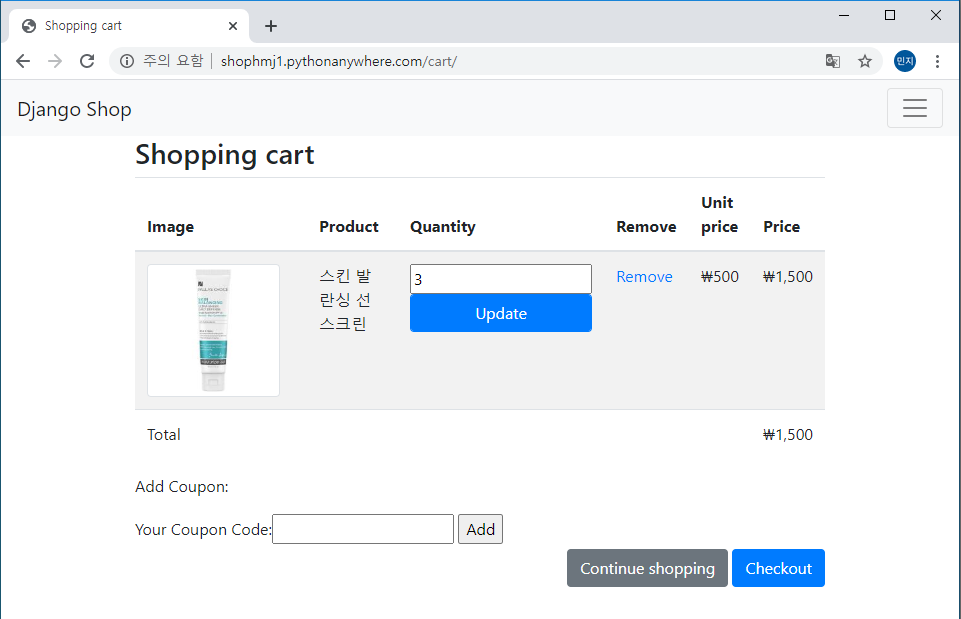 Shopping cart
주의 요함 | shophmj1.pythonanywhere.com/cart/
민지
Django Shop
Shopping cart
Image Product Quantity Remove Unit price Price
스킨 발
란싱 선
스크린
3
Update
Remove
₩500
₩1,500
Total ₩1,500
Add Coupon:
Your Coupon Code: Add
Continue shopping Checkout